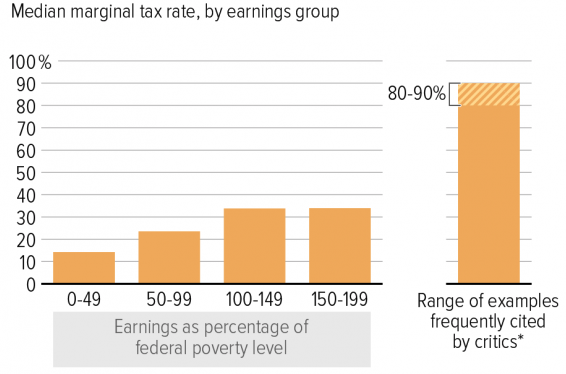 Median marginal tax rate, by earnings group
100%
90
80
70
60
50
40
30
20
10
0
80-90%
0-49 50-99 100-149 150-199
Earnings as percentage of
federal poverty level
Range of examples
frequently cited
by critics*